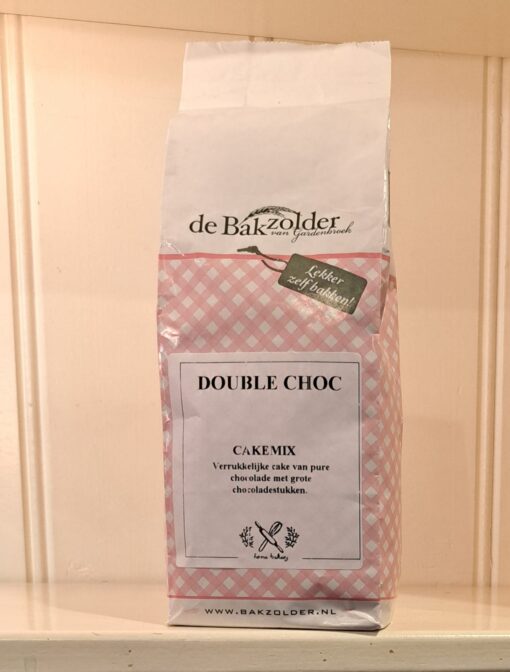 de Bakzolder
van Gardenbroek
Lekker
zelf bakken!
DOUBLE CHOC
CAKEMIX
Verrukkelijke cake van pure
chocolade met grote
chocoladestukken.
home bakery
WWW.BAKZOLDER.NL